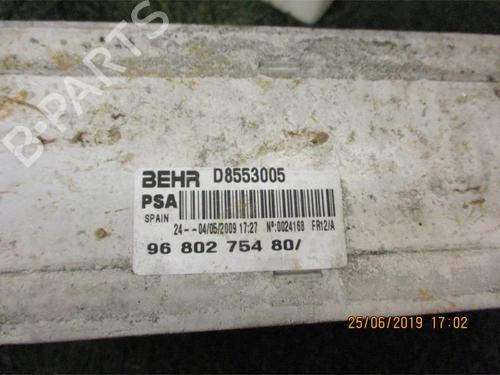 B-PARTS
BEHR D8553005
PSA
SPAIN
24--04/05/2009 17:27 Nº:0024168 FR12/A
96 802 754 80/
25/06/2019 17:02